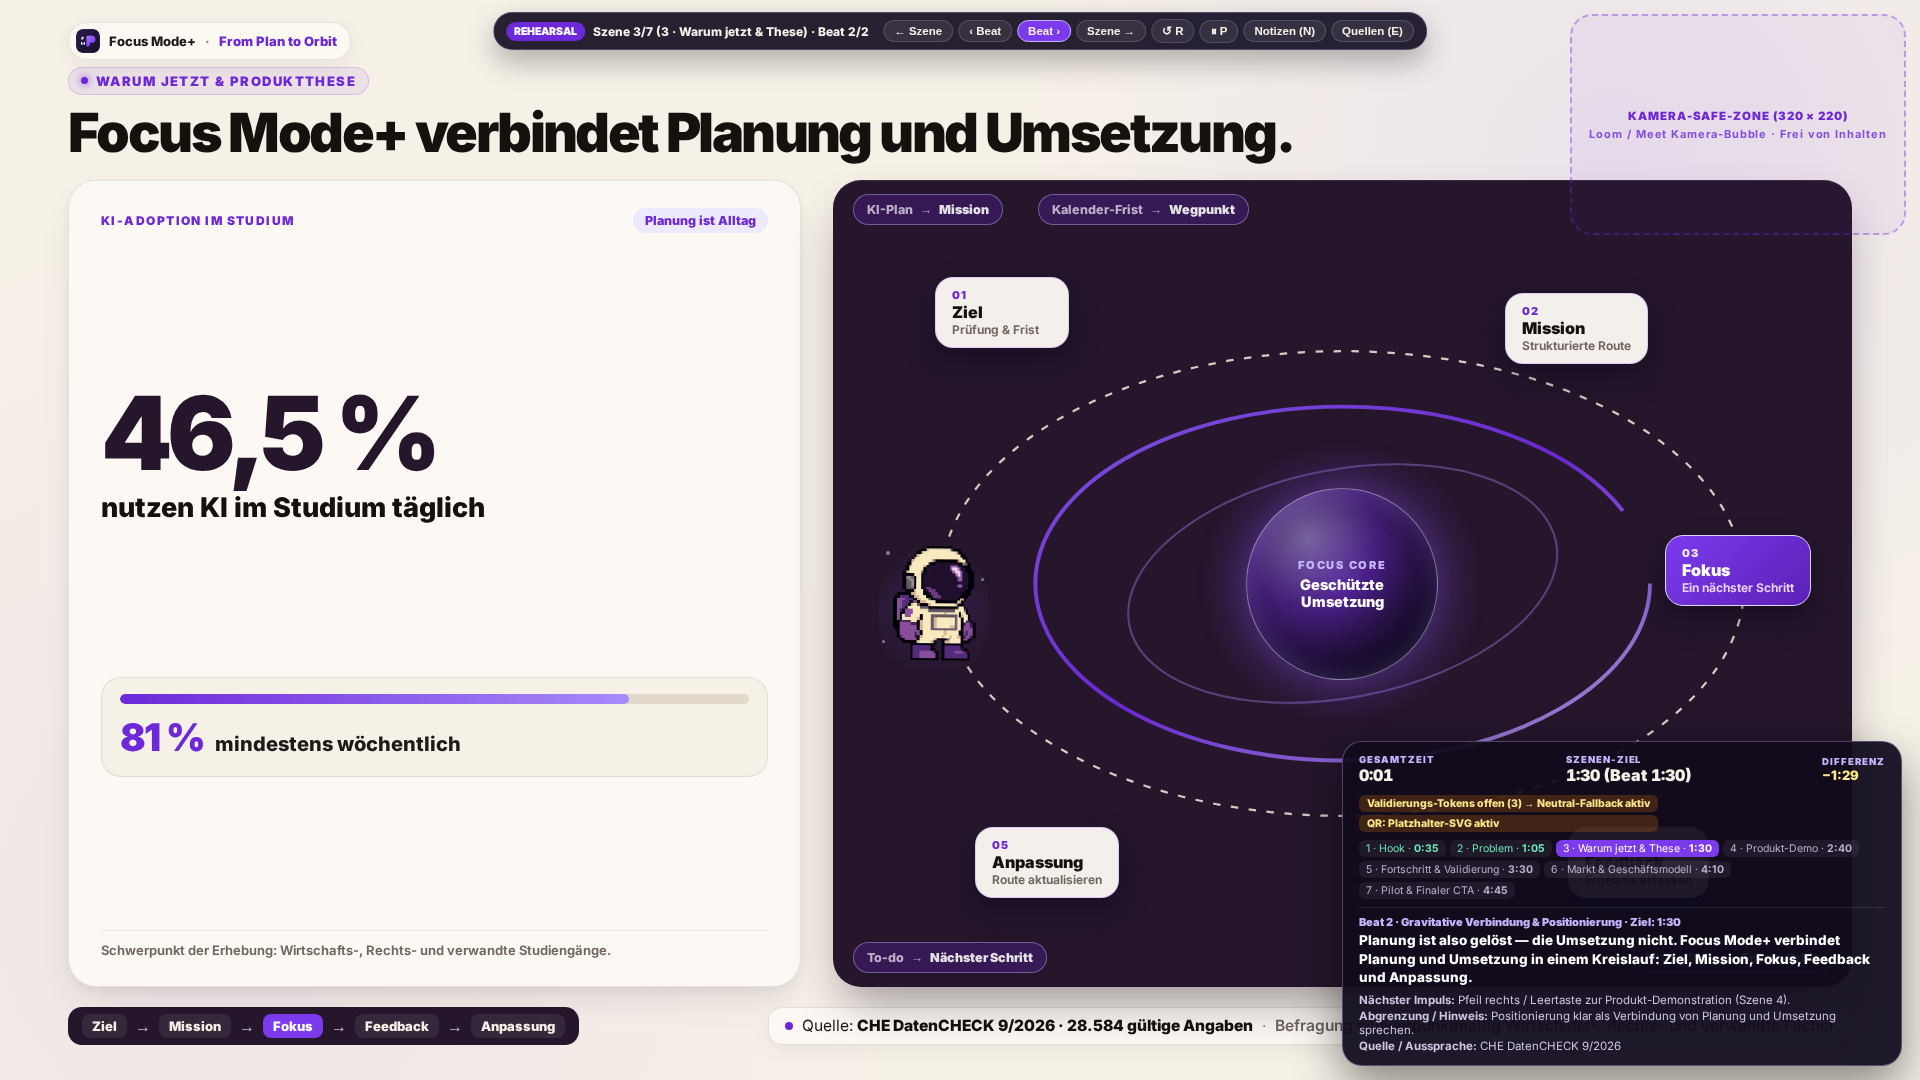 Focus Mode+ · From Plan to Orbit
REHEARSAL Szene 3/7 (3 · Warum jetzt & These) · Beat 2/2 ← Szene ‹ Beat Beat › Szene → ↺ R ⏸ P Notizen (N) Quellen (E)
WARUM JETZT & PRODUKTTHESE
Focus Mode+ verbindet Planung und Umsetzung.
KAMERA-SAFE-ZONE (320 × 220)
Loom / Meet Kamera-Bubble · Frei von Inhalten
KI-ADOPTION IM STUDIUM
Planung ist Alltag
46,5 %
nutzen KI im Studium täglich
81 % mindestens wöchentlich
Schwerpunkt der Erhebung: Wirtschafts-, Rechts- und verwandte Studiengänge.
KI-Plan → Mission
Kalender-Frist → Wegpunkt
01
Ziel
Prüfung & Frist
02
Mission
Strukturierte Route
FOCUS CORE
Geschützte
Umsetzung
03
Fokus
Ein nächster Schritt
05
Anpassung
Route aktualisieren
To-do → Nächster Schritt
GESAMTZEIT
0:01
SZENEN-ZIEL
1:30 (Beat 1:30)
DIFFERENZ
−1:29
Validierungs-Tokens offen (3) → Neutral-Fallback aktiv
QR: Platzhalter-SVG aktiv
1 · Hook · 0:35 2 · Problem · 1:05 3 · Warum jetzt & These · 1:30 4 · Produkt-Demo · 2:40
5 · Fortschritt & Validierung · 3:30 6 · Markt & Geschäftsmodell · 4:10
7 · Pilot & Finaler CTA · 4:45
Beat 2 · Gravitative Verbindung & Positionierung · Ziel: 1:30
Planung ist also gelöst — die Umsetzung nicht. Focus Mode+ verbindet
Planung und Umsetzung in einem Kreislauf: Ziel, Mission, Fokus, Feedback
und Anpassung.
Nächster Impuls: Pfeil rechts / Leertaste zur Produkt-Demonstration (Szene 4).
Abgrenzung / Hinweis: Positionierung klar als Verbindung von Planung und Umsetzung
sprechen.
Quelle / Aussprache: CHE DatenCHECK 9/2026
Ziel → Mission → Fokus → Feedback → Anpassung
Quelle: CHE DatenCHECK 9/2026 · 28.584 gültige Angaben · Befragung